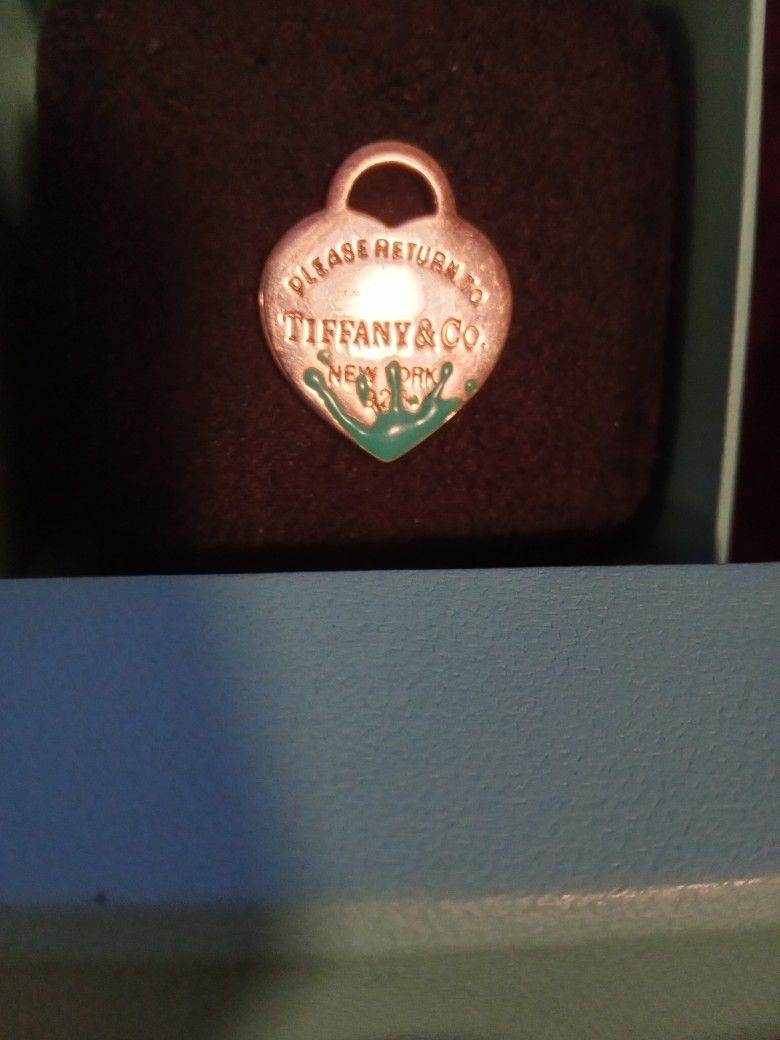 PLEASE RETURN TO
TIFFANY & CO.
NEW YORK